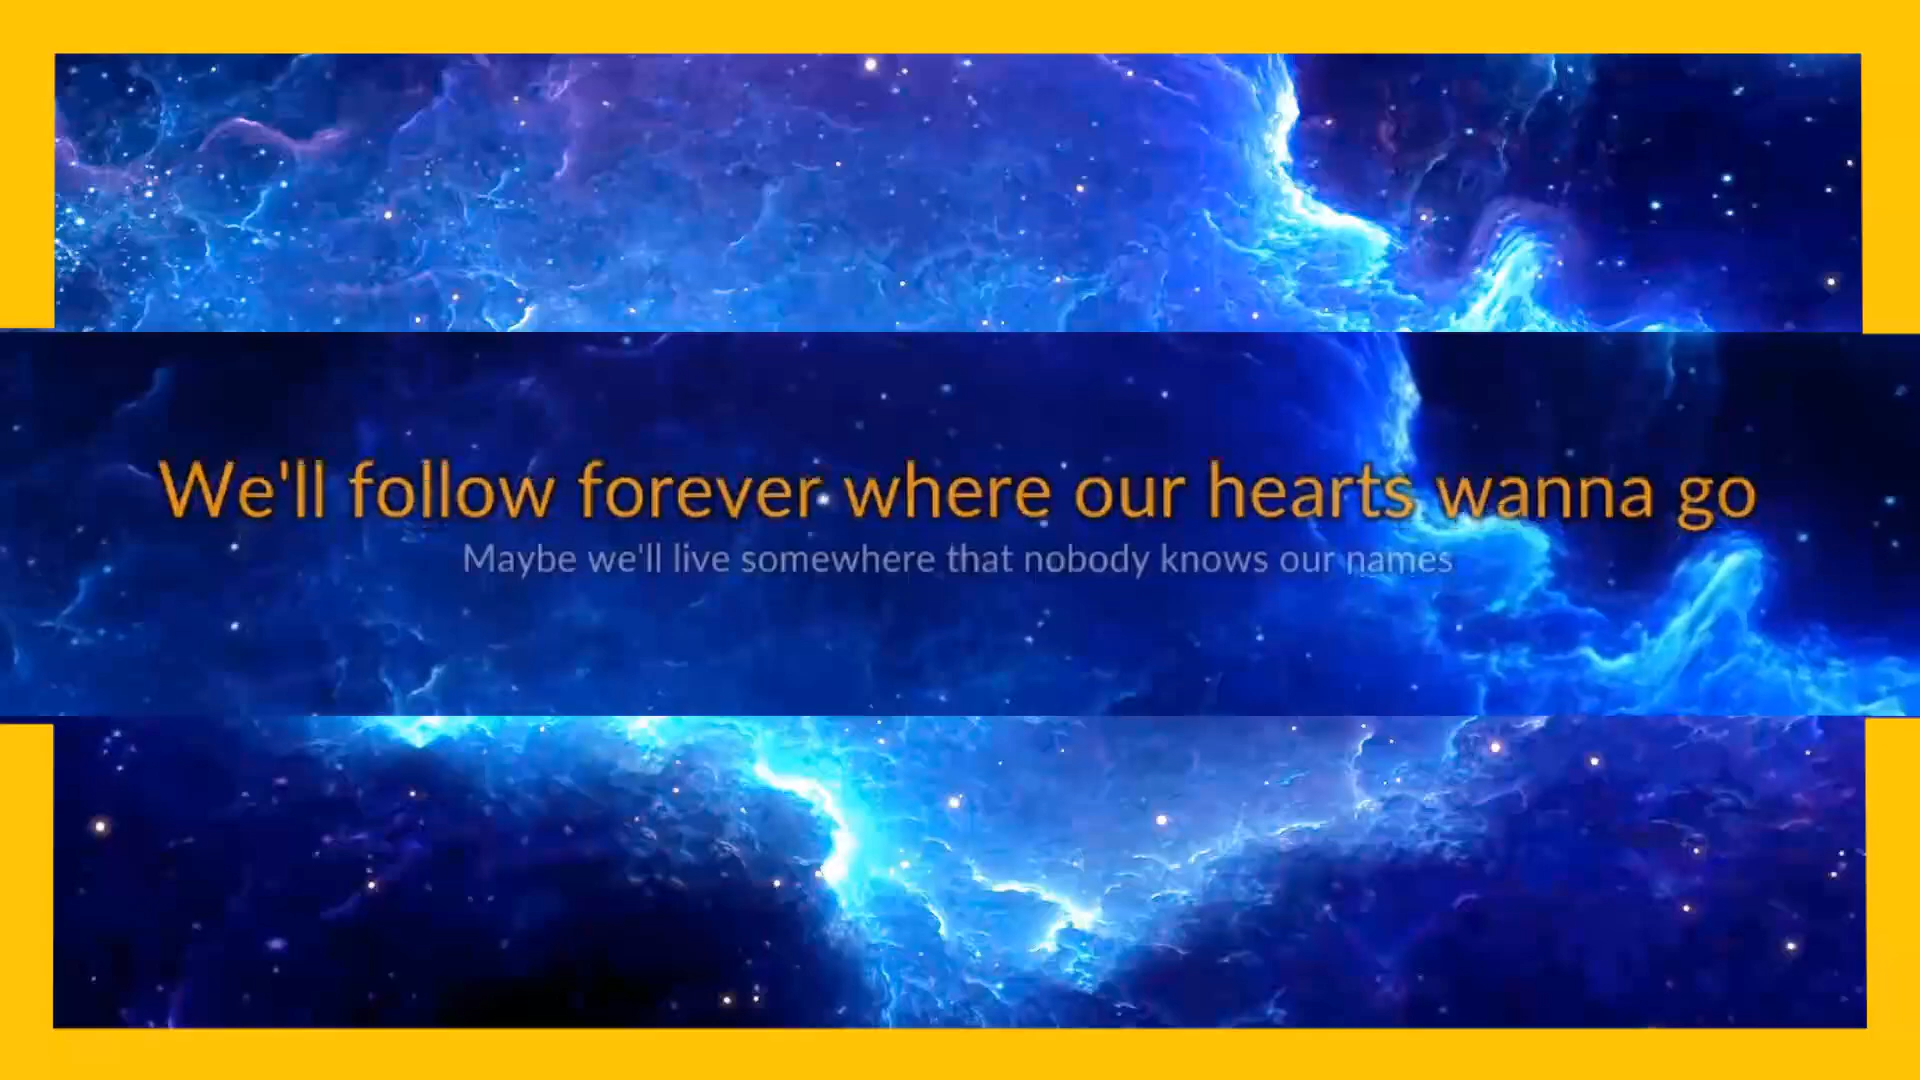 We'll follow forever where our hearts wanna go
Maybe we'll live somewhere that nobody knows our names